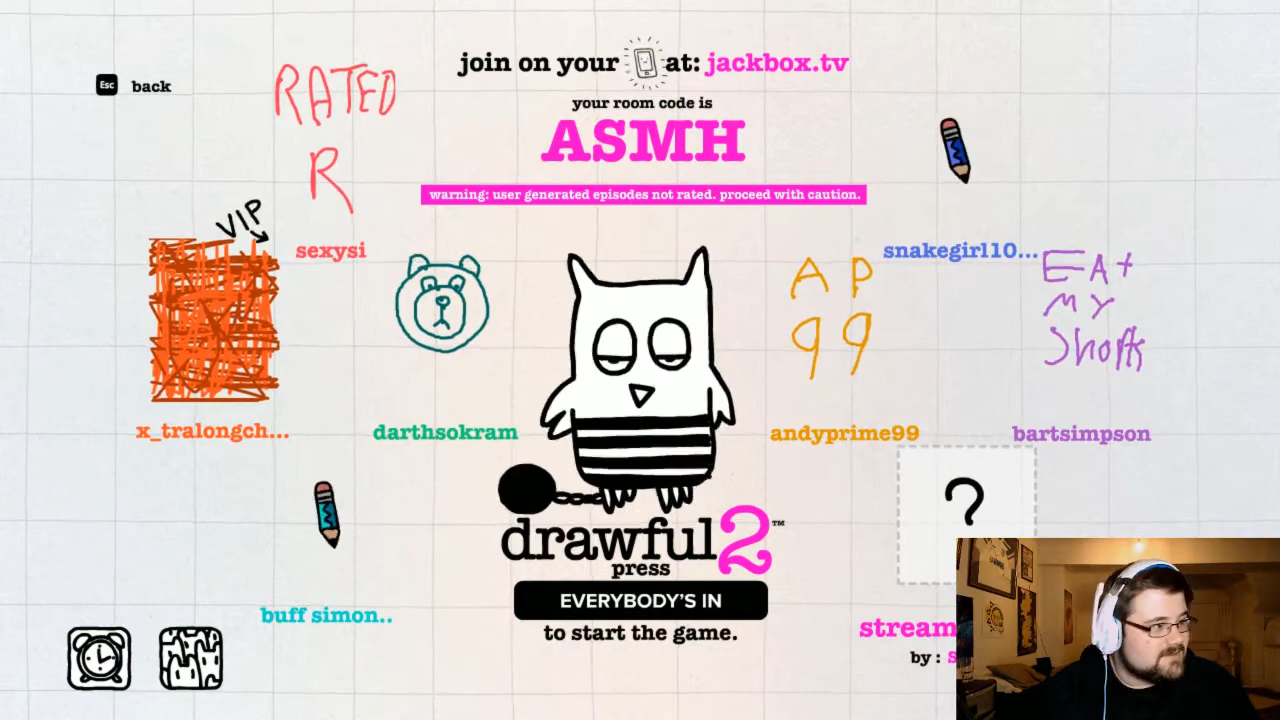 join on your at: jackbox.tv
Esc back
your room code is
ASMH
warning: user generated episodes not rated. proceed with caution.
RATED
R
sexysi
VIP
x_tralongch...
darthsokram
AP
99
andyprime99
snakegirl10...
EAt
MY
Shorts
bartsimpson
buff simon..
drawful 2™
press
EVERYBODY'S IN
to start the game.
?
stream
by : S